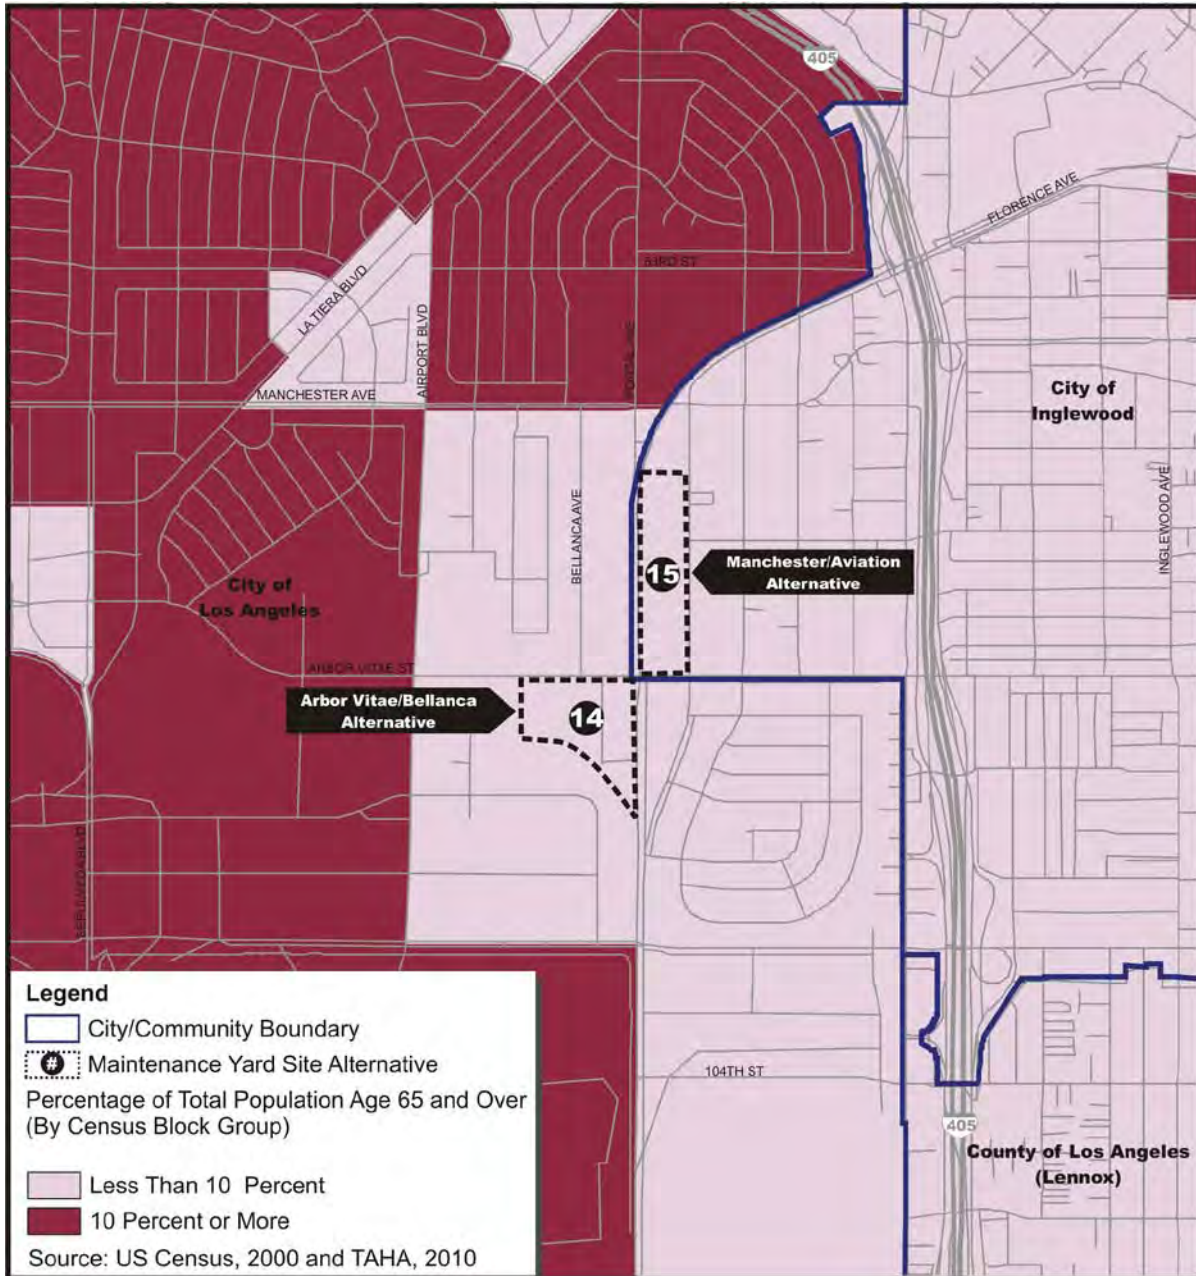 405
FLORENCE AVE
83RD ST
LA TIERA BLVD
AIRPORT BLVD
MANCHESTER AVE
City of
Inglewood
INGLEWOOD AVE
BELLANCA AVE
15
Manchester/Aviation
Alternative
City of
Los Angeles
ARBOR VITAE ST
Arbor Vitae/Bellanca
Alternative
14
SEPULVEDA BLVD
104TH ST
405
County of Los Angeles
(Lennox)
Legend
City/Community Boundary
# Maintenance Yard Site Alternative
Percentage of Total Population Age 65 and Over
(By Census Block Group)
Less Than 10 Percent
10 Percent or More
Source: US Census, 2000 and TAHA, 2010